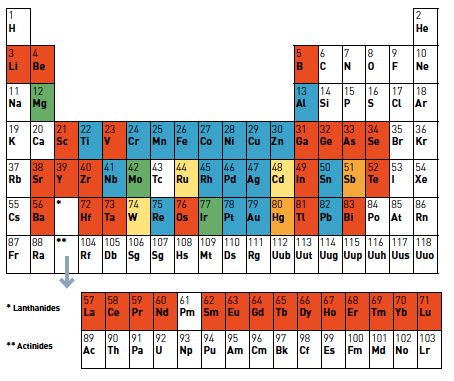 1 2
H He
3 4 5 6 7 8 9 10
Li Be B C N O F Ne
11 12 13 14 15 16 17 18
Na Mg Al Si P S Cl Ar
19 20 21 22 23 24 25 26 27 28 29 30 31 32 33 34 35 36
K Ca Sc Ti V Cr Mn Fe Co Ni Cu Zn Ga Ge As Se Br Kr
37 38 39 40 41 42 43 44 45 46 47 48 49 50 51 52 53 54
Rb Sr Y Zr Nb Mo Tc Ru Rh Pd Ag Cd In Sn Sb Te I Xe
55 56 * 72 73 74 75 76 77 78 79 80 81 82 83 84 85 86
Cs Ba Hf Ta W Re Os Ir Pt Au Hg Tl Pb Bi Po At Rn
87 88 ** 104 105 106 107 108 109 110 111 112 113 114 115 116 117 118
Fr Ra Rf Db Sg Sg Hs Mt Ds Rg Uub Uut Uuq Uup Uuh Uus Uuo
57 58 59 60 61 62 63 64 65 66 67 68 69 70 71
* Lanthanides La Ce Pr Nd Pm Sm Eu Gd Tb Dy Ho Er Tm Yb Lu
89 90 91 92 93 94 95 96 97 98 99 100 101 102 103
** Actinides Ac Th Pa U Np Pu Am Cm Bk Cf Es Fm Md No Lr